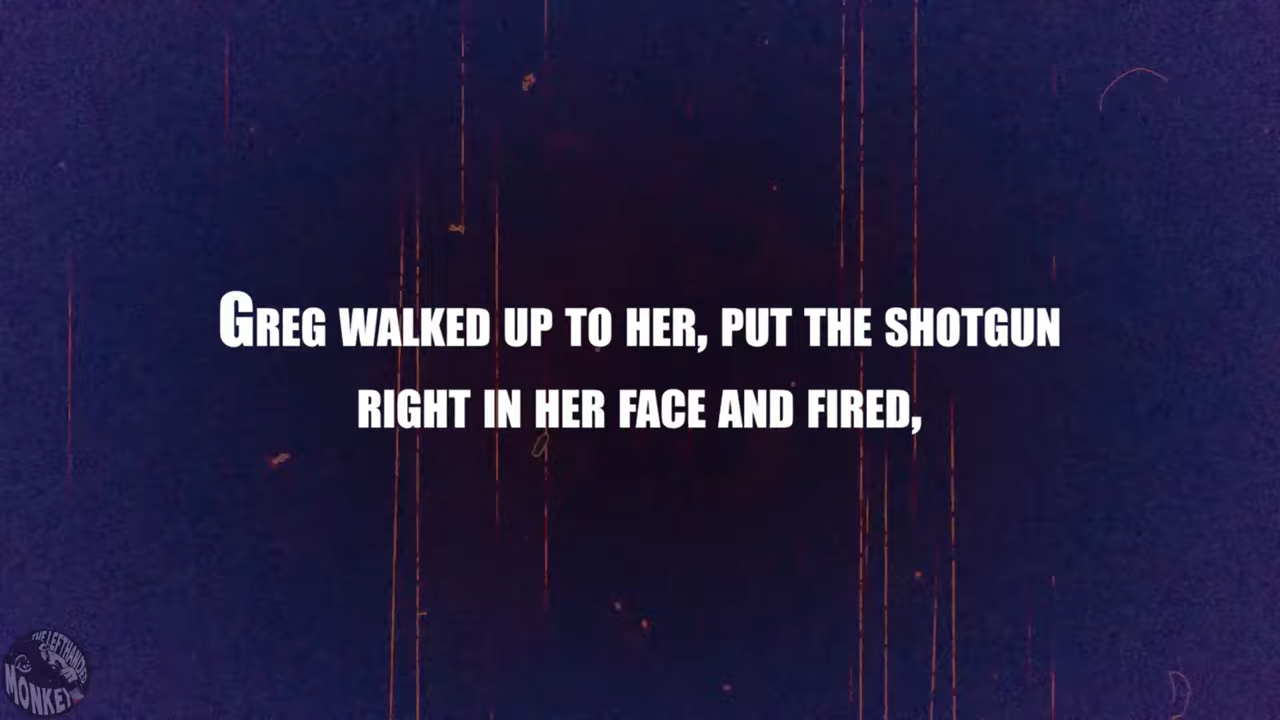 Greg walked up to her, put the shotgun
right in her face and fired,
THE LEFTHANDED
MONKEY